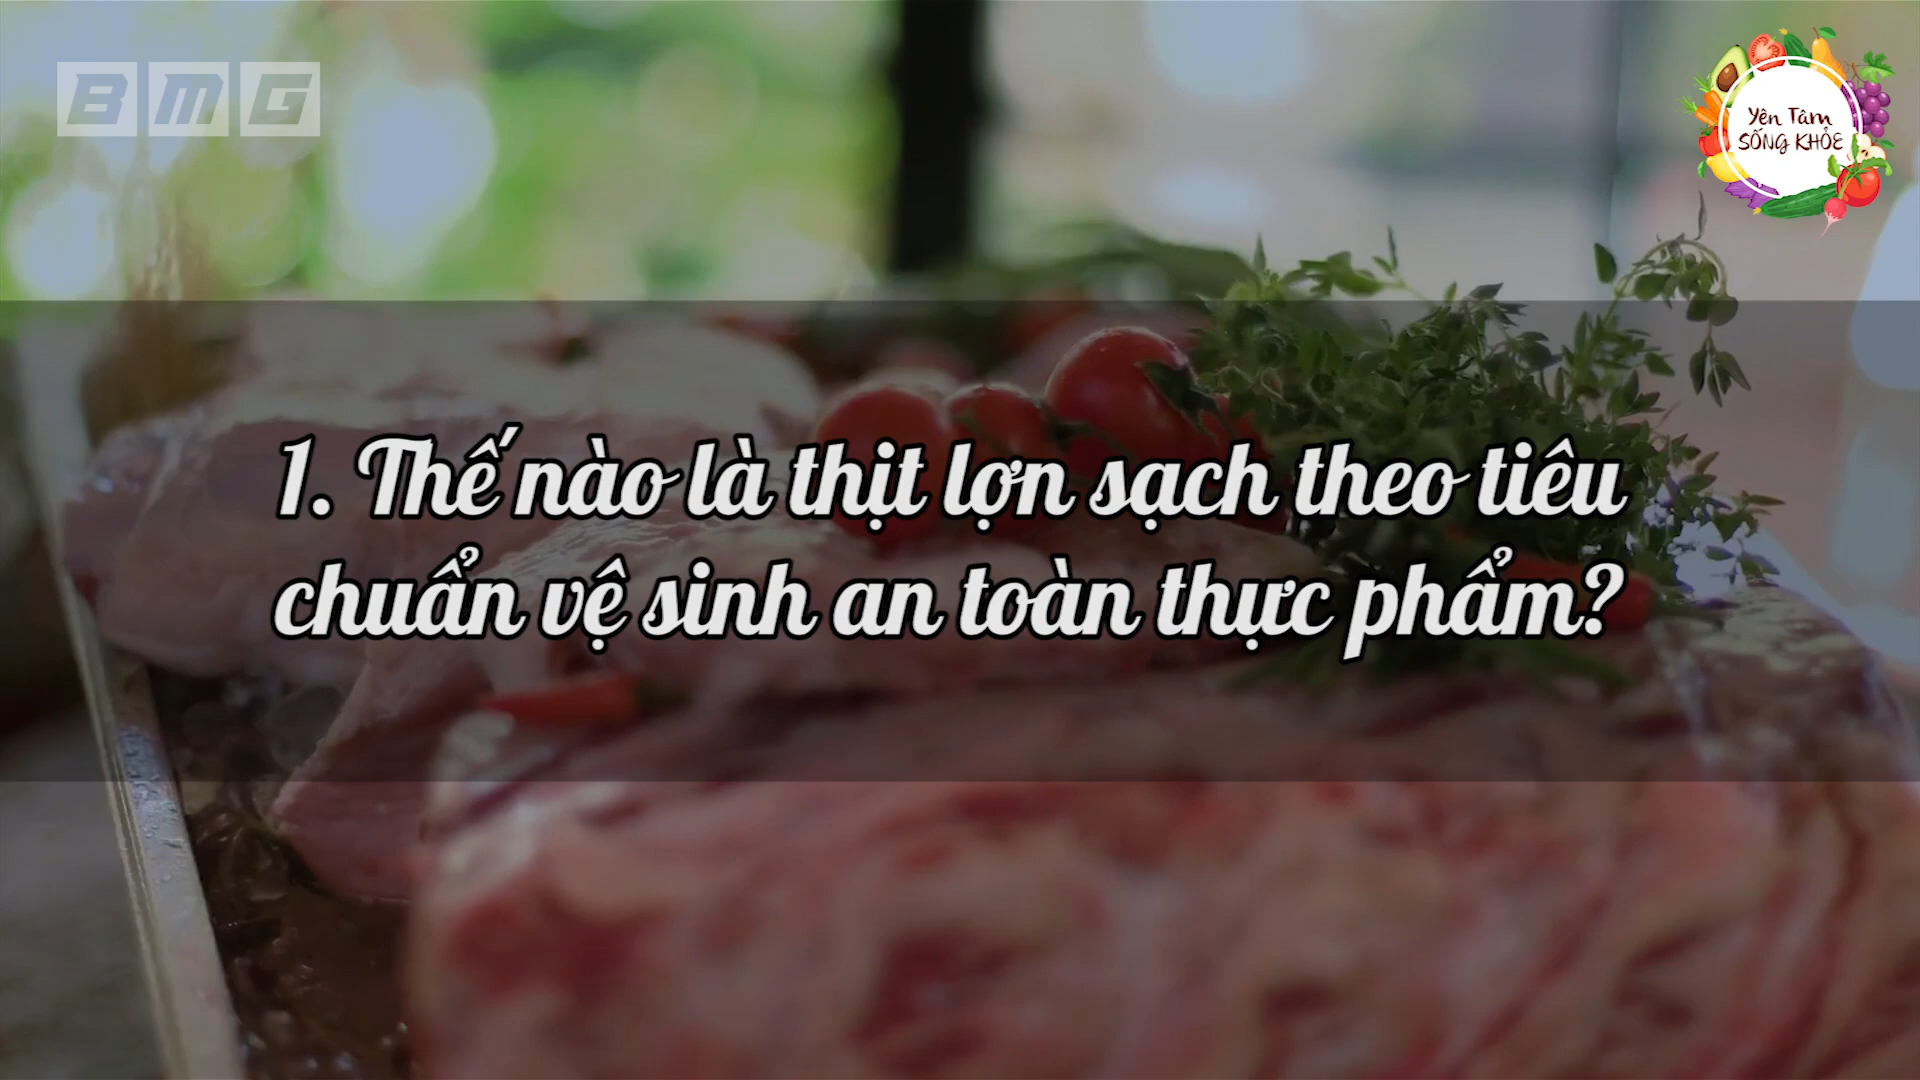 BMG
Yên Tâm
SỐNG KHỎE
1. Thế nào là thịt lợn sạch theo tiêu
chuẩn vệ sinh an toàn thực phẩm?